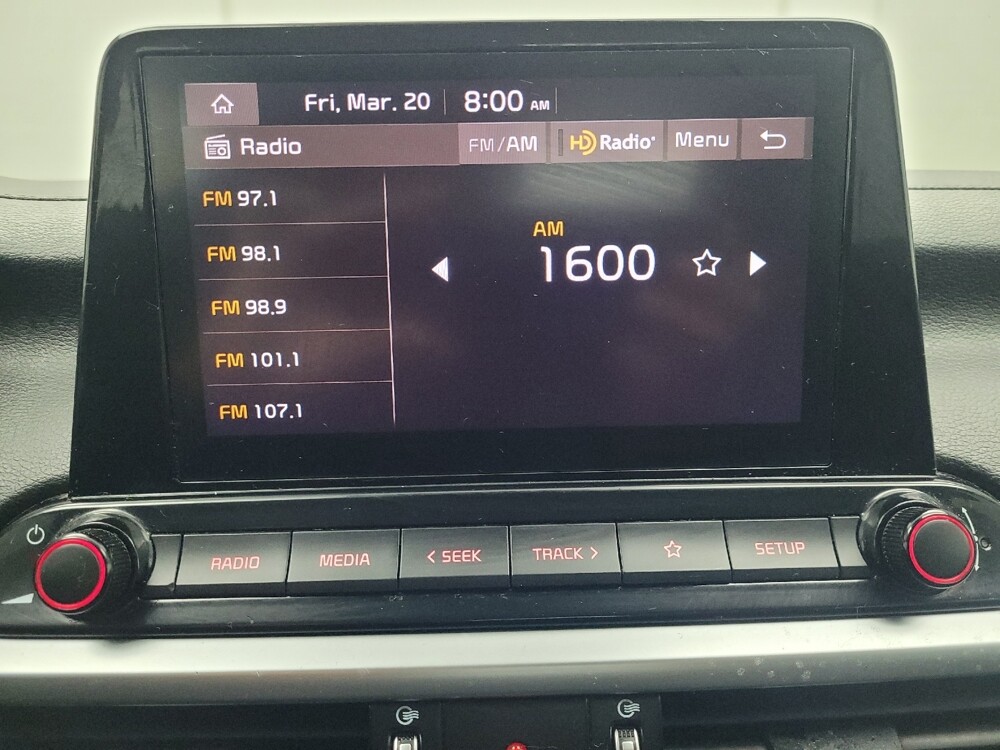 Fri, Mar. 20 8:00 AM
Radio FM/AM HD Radio Menu
FM 97.1
FM 98.1
FM 98.9
FM 101.1
FM 107.1
AM
1600
RADIO MEDIA < SEEK TRACK > SETUP